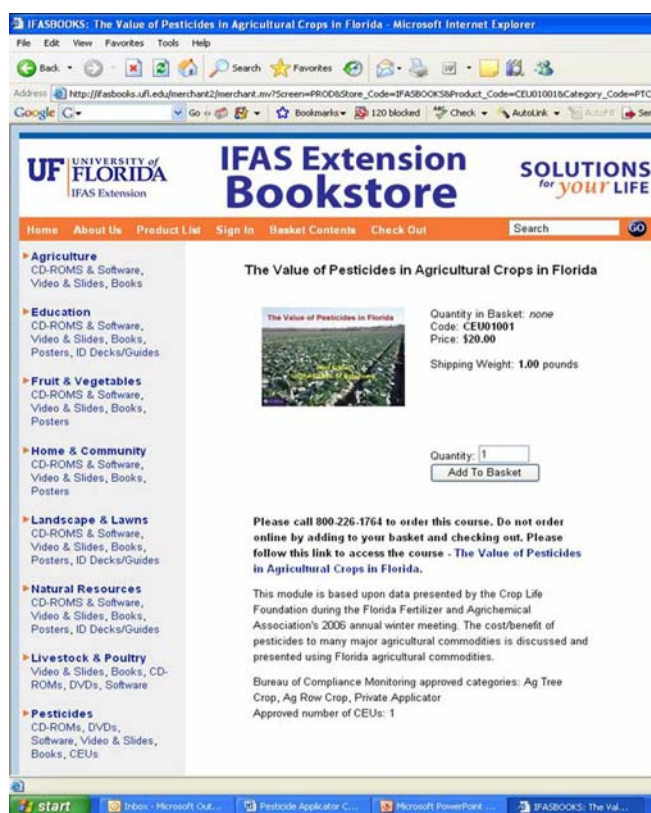 IFASBOOKS: The Value of Pesticides in Agricultural Crops in Florida - Microsoft Internet Explorer
File Edit View Favorites Tools Help
Back Search Favorites
Address http://ifasbooks.ufl.edu/merchant2/merchant.mv?Screen=PROD&Store_Code=IFASBOOKS&Product_Code=CEU01001&Category_Code=PTC
Google G Go Bookmarks 120 blocked Check AutoLink AutoFill Sen
UF UNIVERSITY of FLORIDA
IFAS Extension
IFAS Extension
Bookstore
SOLUTIONS
for your LIFE
Home About Us Product List Sign In Basket Contents Check Out Search GO
Agriculture
CD-ROMS & Software,
Video & Slides, Books
Education
CD-ROMS & Software,
Video & Slides, Books,
Posters, ID Decks/Guides
Fruit & Vegetables
CD-ROMS & Software,
Video & Slides, Books,
Posters
Home & Community
CD-ROMS & Software,
Video & Slides, Books,
Posters
Landscape & Lawns
CD-ROMS & Software,
Video & Slides, Books,
Posters, ID Decks/Guides
Natural Resources
CD-ROMS & Software,
Video & Slides, Books,
Posters, ID Decks/Guides
Livestock & Poultry
Video & Slides, Books, CD-
ROMs, DVDs, Software
Pesticides
CD-ROMs, DVDs,
Software, Video & Slides,
Books, CEUs
The Value of Pesticides in Agricultural Crops in Florida
The Value of Pesticides in Florida
Quantity in Basket: none
Code: CEU01001
Price: $20.00
Shipping Weight: 1.00 pounds
Quantity: 1
Add To Basket
Please call 800-226-1764 to order this course. Do not order
online by adding to your basket and checking out. Please
follow this link to access the course - The Value of Pesticides
in Agricultural Crops in Florida.
This module is based upon data presented by the Crop Life
Foundation during the Florida Fertilizer and Agrichemical
Association's 2006 annual winter meeting. The cost/benefit of
pesticides to many major agricultural commodities is discussed and
presented using Florida agricultural commodities.
Bureau of Compliance Monitoring approved categories: Ag Tree
Crop, Ag Row Crop, Private Applicator
Approved number of CEUs: 1
start Inbox - Microsoft Out... Pesticide Applicator C... Microsoft PowerPoint ... IFASBOOKS: The Val...